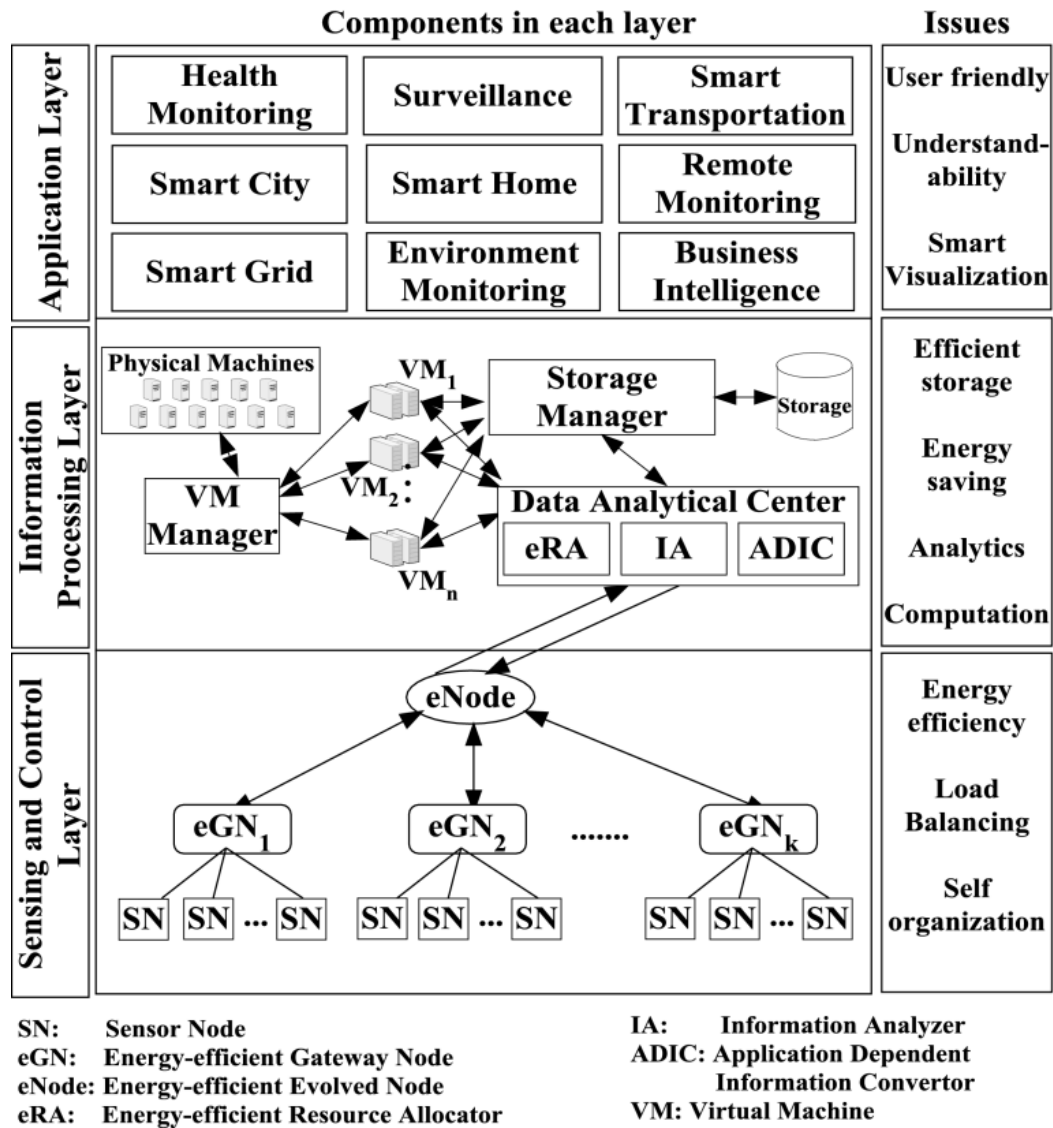 Components in each layer
Issues
Application Layer
Health
Monitoring
Surveillance
Smart
Transportation
Smart City
Smart Home
Remote
Monitoring
Smart Grid
Environment
Monitoring
Business
Intelligence
User friendly
Understand-
ability
Smart
Visualization
Information
Processing Layer
Physical Machines
VM
Manager
VM1
VM2
VMn
Storage
Manager
Storage
Data Analytical Center
eRA
IA
ADIC
Efficient
storage
Energy
saving
Analytics
Computation
Sensing and Control
Layer
eNode
eGN1
eGN2
.......
eGNk
SN SN ... SN
SN SN ... SN
SN SN ... SN
Energy
efficiency
Load
Balancing
Self
organization
SN: Sensor Node
eGN: Energy-efficient Gateway Node
eNode: Energy-efficient Evolved Node
eRA: Energy-efficient Resource Allocator
IA: Information Analyzer
ADIC: Application Dependent
Information Convertor
VM: Virtual Machine